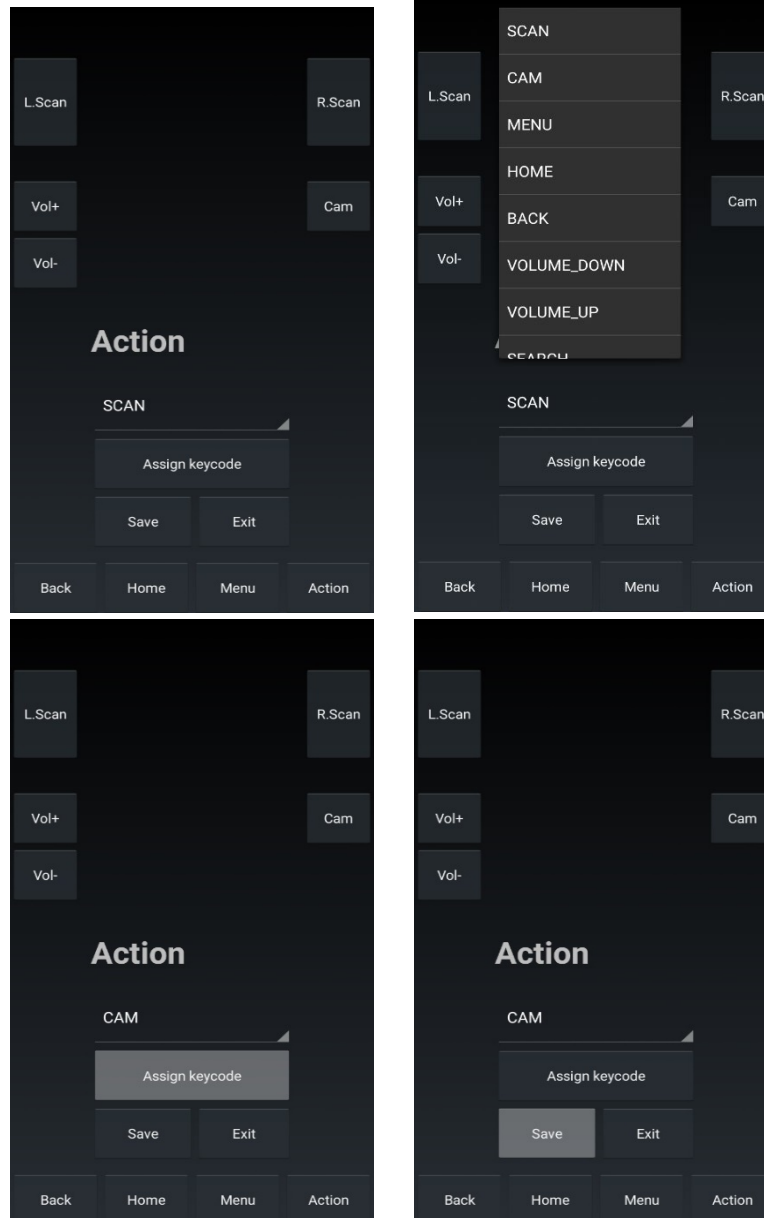 L.Scan R.Scan
Vol+ Cam
Vol-
Action
SCAN
Assign keycode
Save Exit
Back Home Menu Action
SCAN
CAM
MENU
HOME
BACK
VOLUME_DOWN
VOLUME_UP
SEARCH
L.Scan R.Scan
Vol+ Cam
Vol-
SCAN
Assign keycode
Save Exit
Back Home Menu Action
L.Scan R.Scan
Vol+ Cam
Vol-
Action
CAM
Assign keycode
Save Exit
Back Home Menu Action
L.Scan R.Scan
Vol+ Cam
Vol-
Action
CAM
Assign keycode
Save Exit
Back Home Menu Action